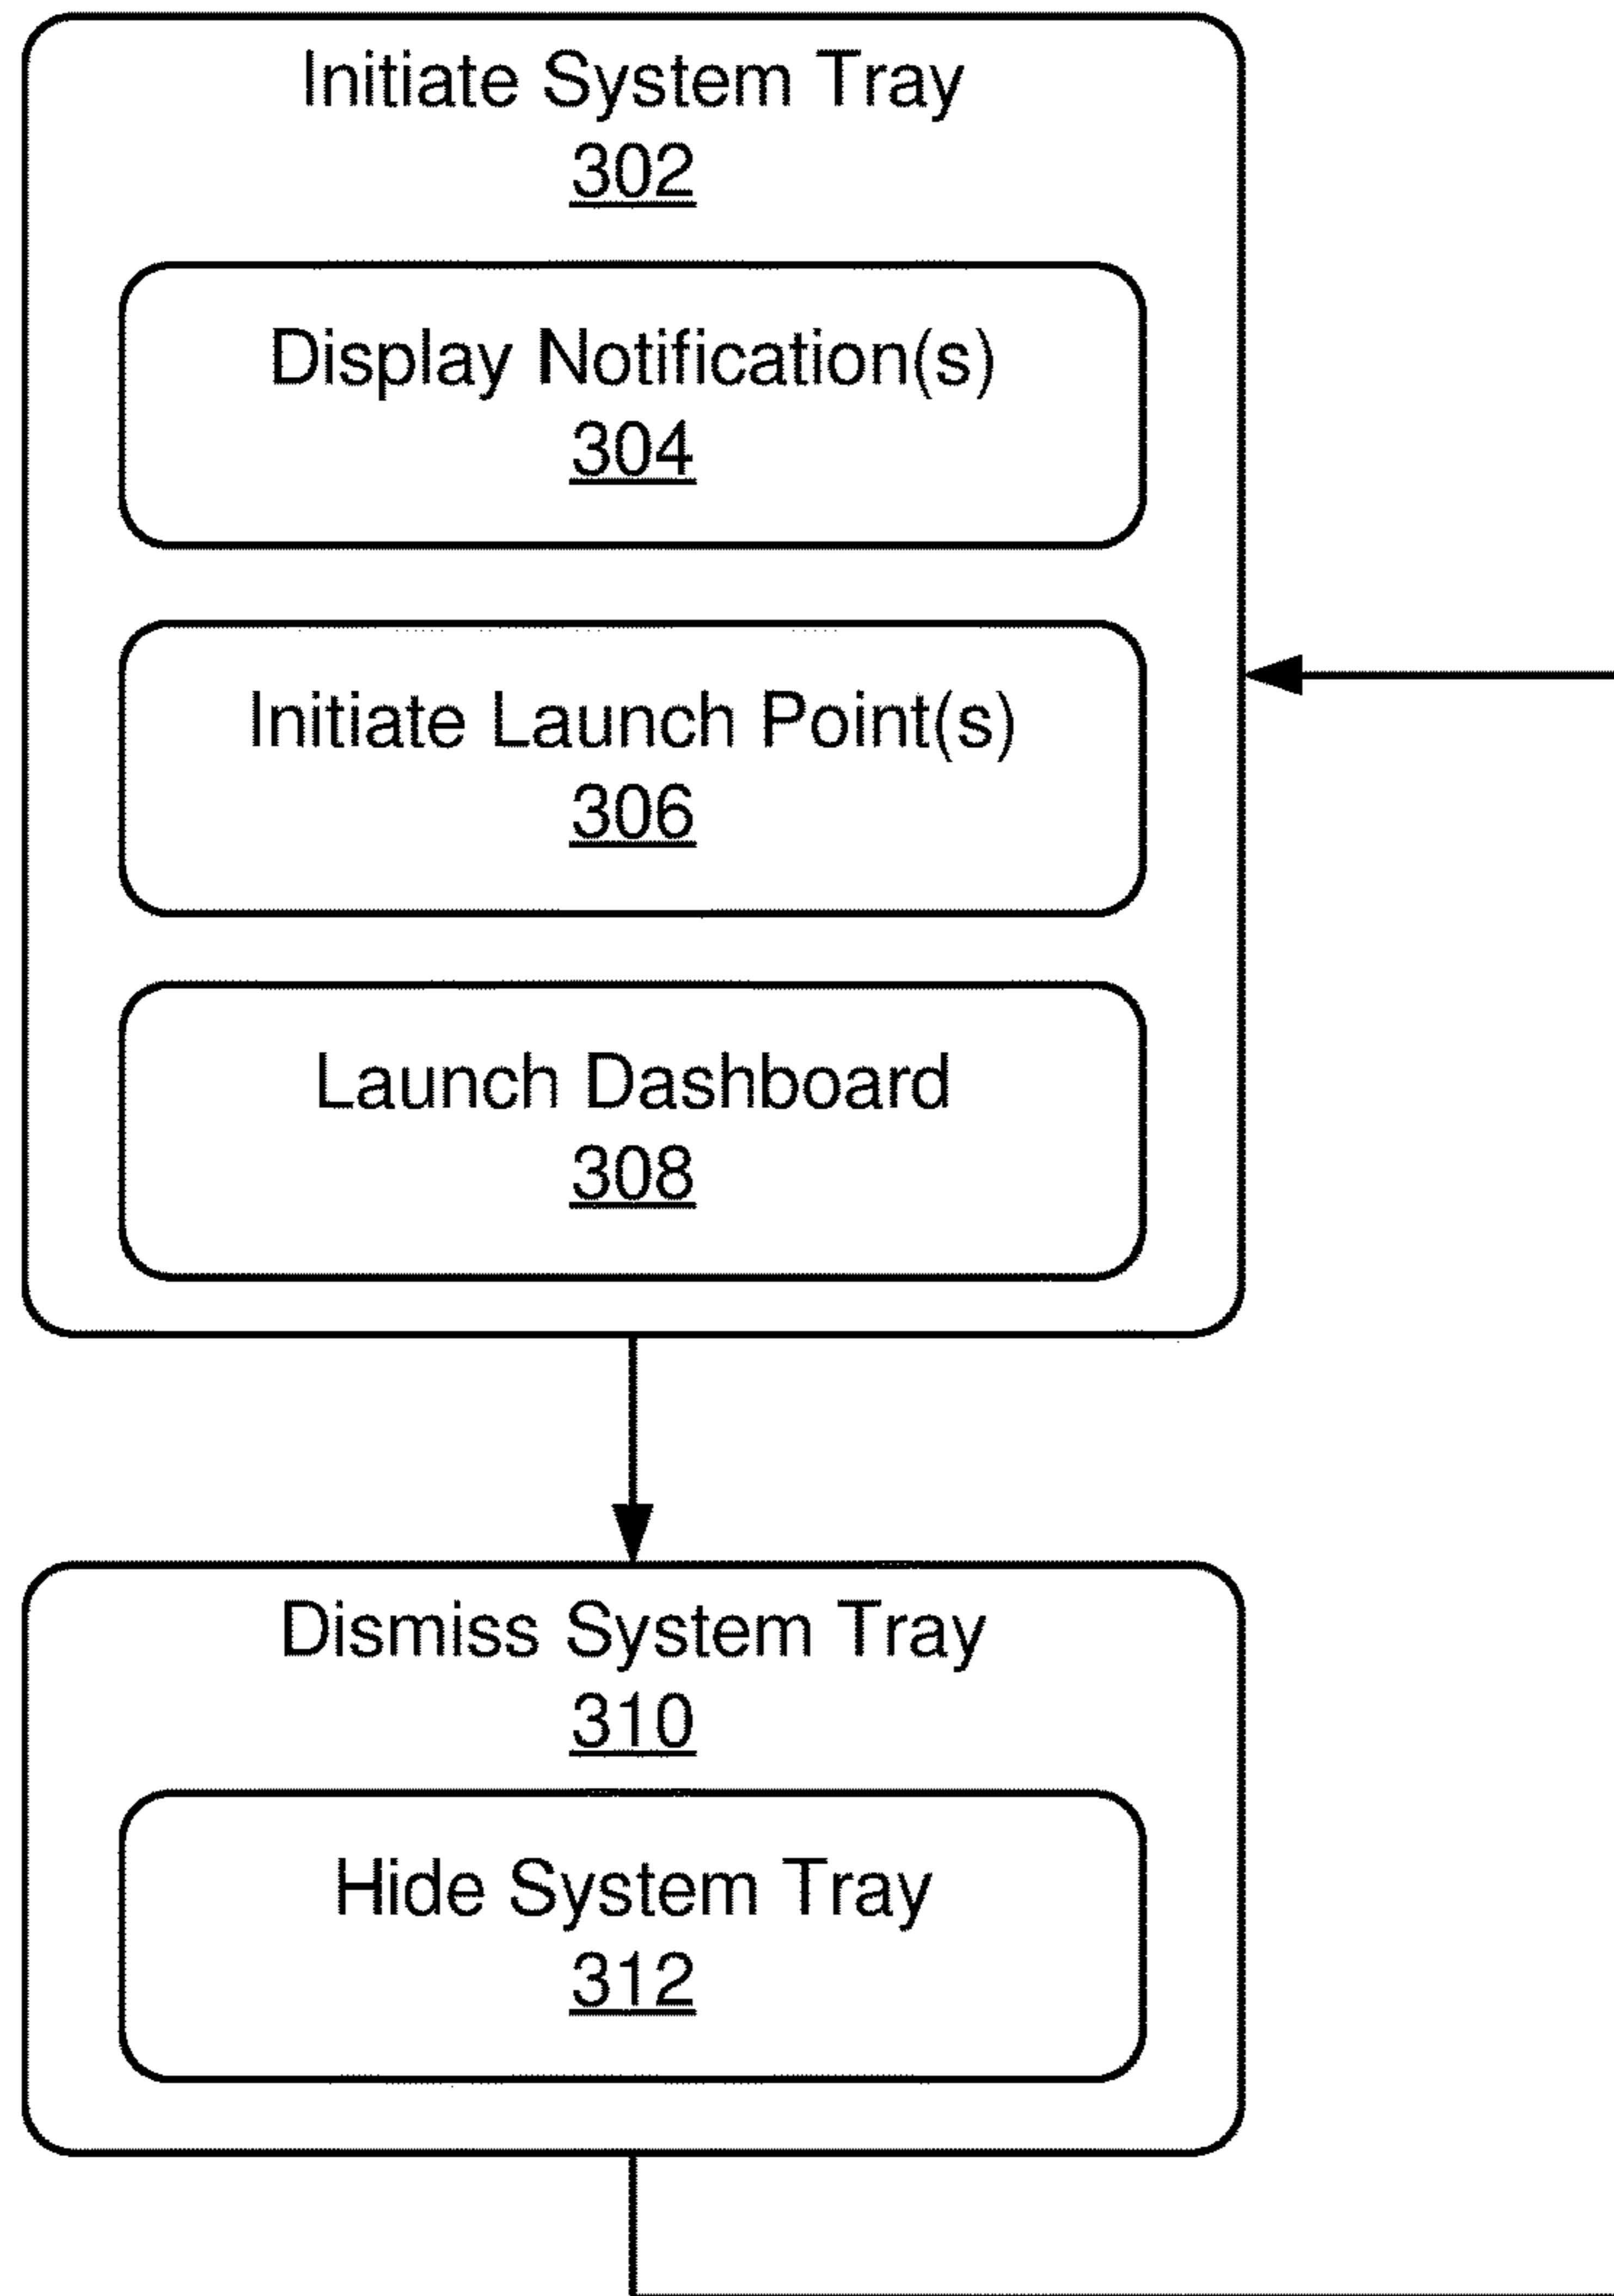 Initiate System Tray
302
Display Notification(s)
304
Initiate Launch Point(s)
306
Launch Dashboard
308
Dismiss System Tray
310
Hide System Tray
312